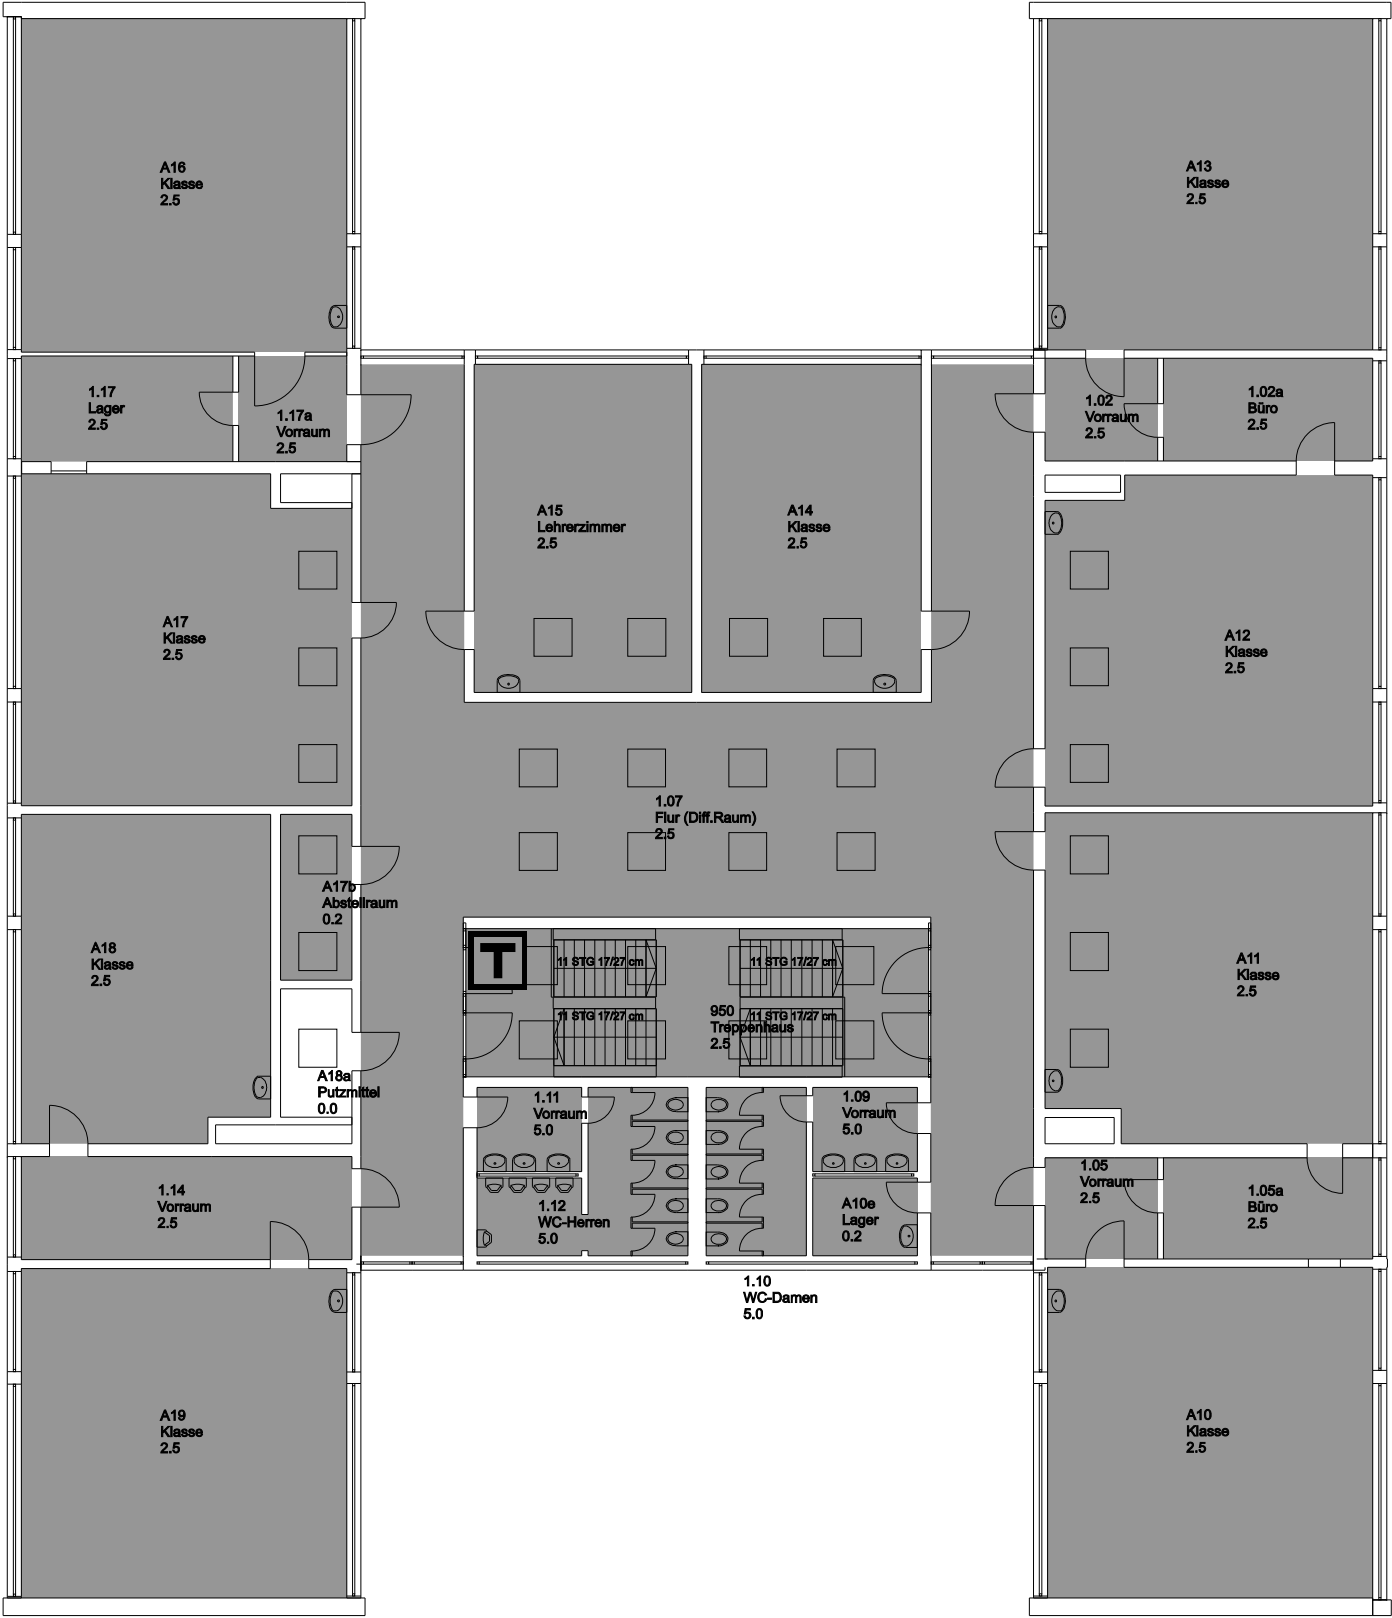 A16
Klasse
2.5
A13
Klasse
2.5
1.17
Lager
2.5
1.17a
Vorraum
2.5
1.02
Vorraum
2.5
1.02a
Büro
2.5
A15
Lehrerzimmer
2.5
A14
Klasse
2.5
A17
Klasse
2.5
A12
Klasse
2.5
1.07
Flur (Diff.Raum)
2.5
A17b
Abstellraum
0.2
A18
Klasse
2.5
T
11 STG 17/27 cm
11 STG 17/27 cm
11 STG 17/27 cm
11 STG 17/27 cm
950
Treppenhaus
2.5
A11
Klasse
2.5
A18a
Putzmittel
0.0
1.11
Vorraum
5.0
1.09
Vorraum
5.0
1.14
Vorraum
2.5
1.12
WC-Herren
5.0
A10e
Lager
0.2
1.05
Vorraum
2.5
1.05a
Büro
2.5
1.10
WC-Damen
5.0
A19
Klasse
2.5
A10
Klasse
2.5